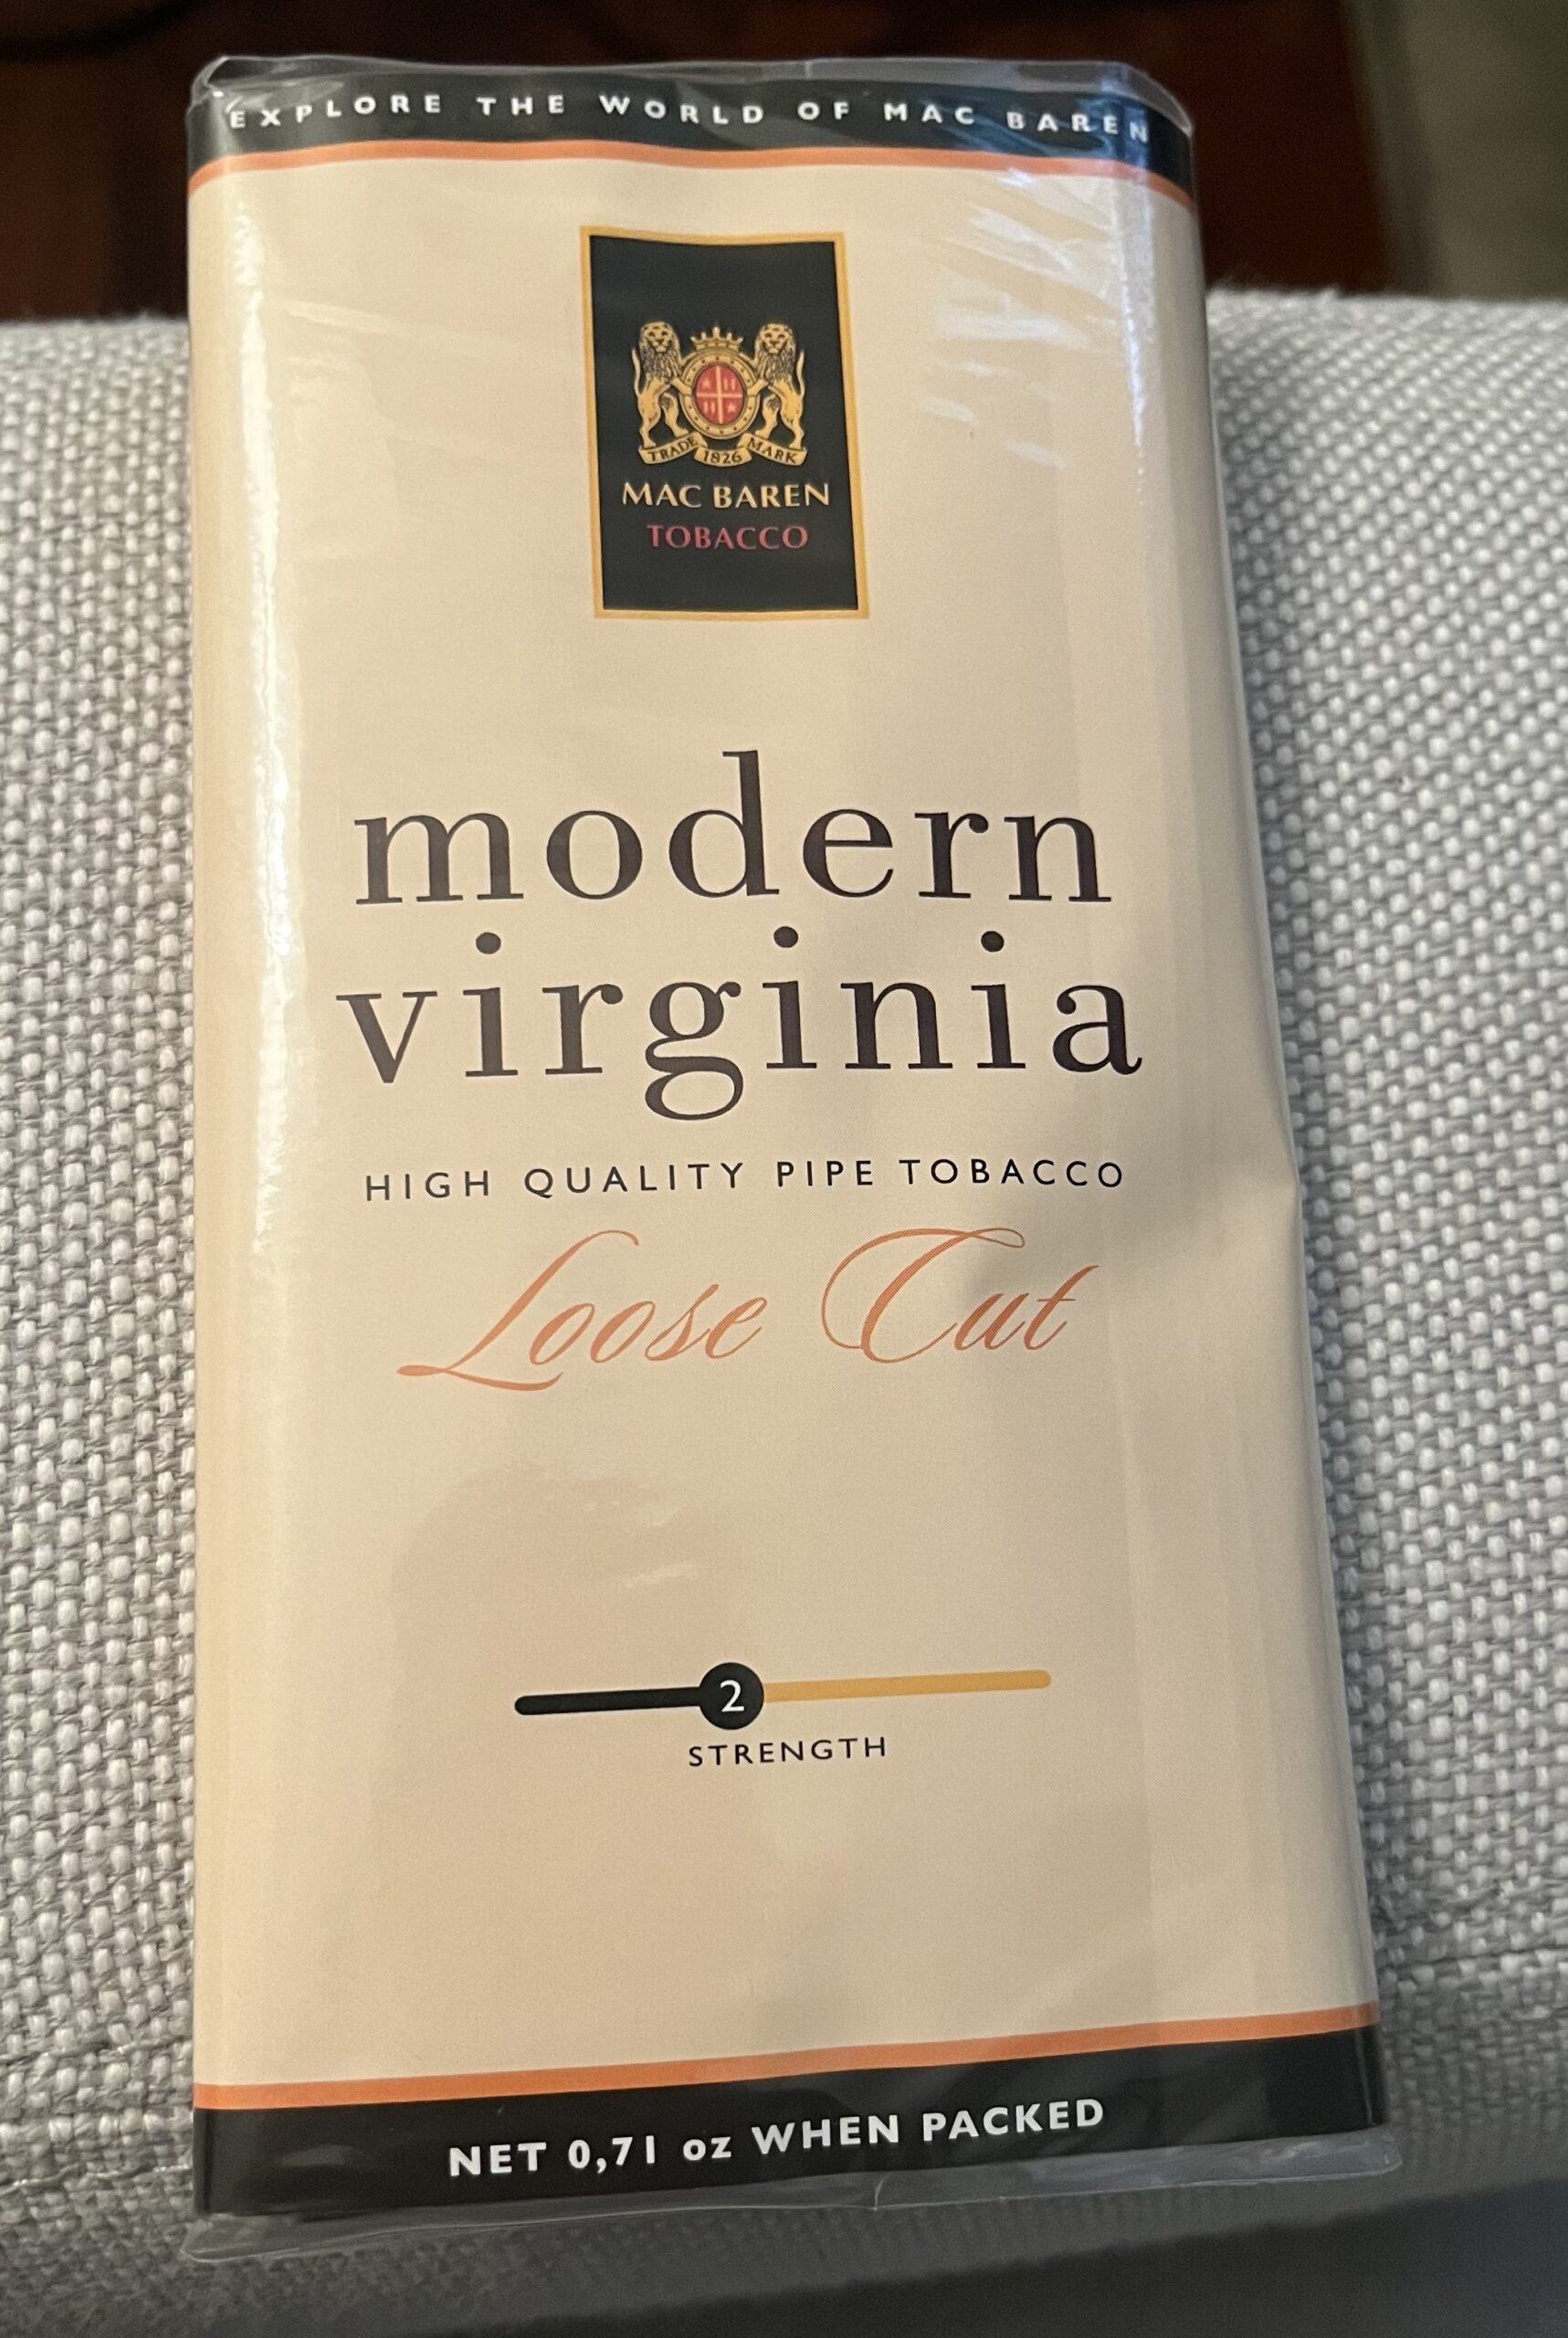 EXPLORE THE WORLD OF MAC BAREN
TRADE 1826 MARK
MAC BAREN
TOBACCO
modern
virginia
HIGH QUALITY PIPE TOBACCO
Loose Cut
2
STRENGTH
NET 0,71 oz WHEN PACKED